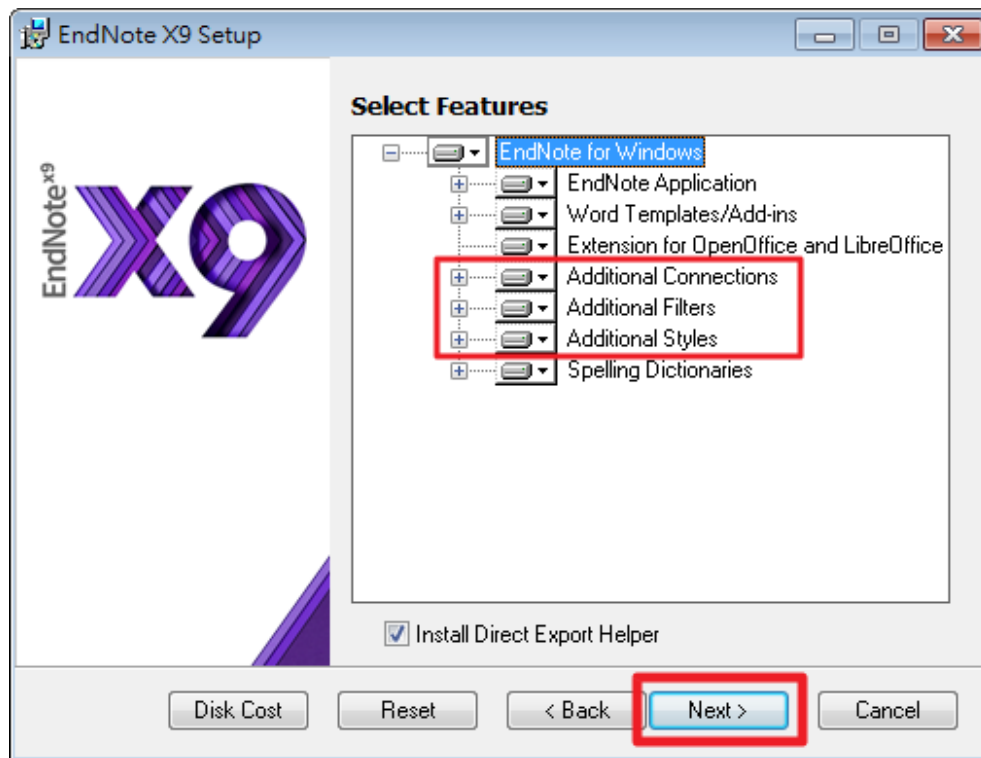 EndNote X9 Setup
EndNote x9
X9
Select Features
EndNote for Windows
EndNote Application
Word Templates/Add-ins
Extension for OpenOffice and LibreOffice
Additional Connections
Additional Filters
Additional Styles
Spelling Dictionaries
Install Direct Export Helper
Disk Cost
Reset
< Back
Next >
Cancel